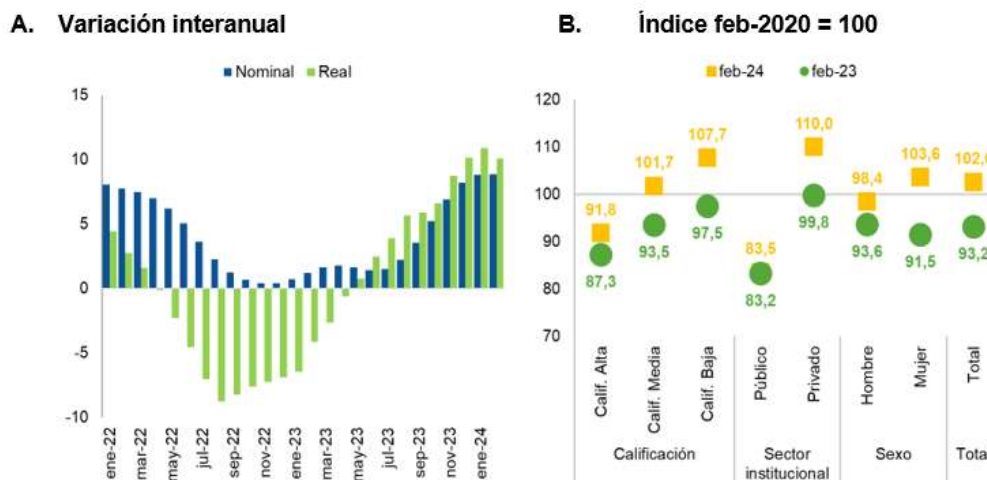 A. Variación interanual
Nominal Real
15
10
5
0
-5
-10
ene-22
mar-22
may-22
jul-22
sep-22
nov-22
ene-23
mar-23
may-23
jul-23
sep-23
nov-23
ene-24
B. Índice feb-2020 = 100
feb-24 feb-23
120
110
100
90
80
70
91,8
101,7
107,7
83,5
110,0
98,4
103,6
87,3
93,5
97,5
83,2
99,8
93,6
91,5
93,2
Calif. Alta
Calif. Media
Calif. Baja
Público
Privado
Hombre
Mujer
Total
Calificación
Sector
institucional
Sexo
Total